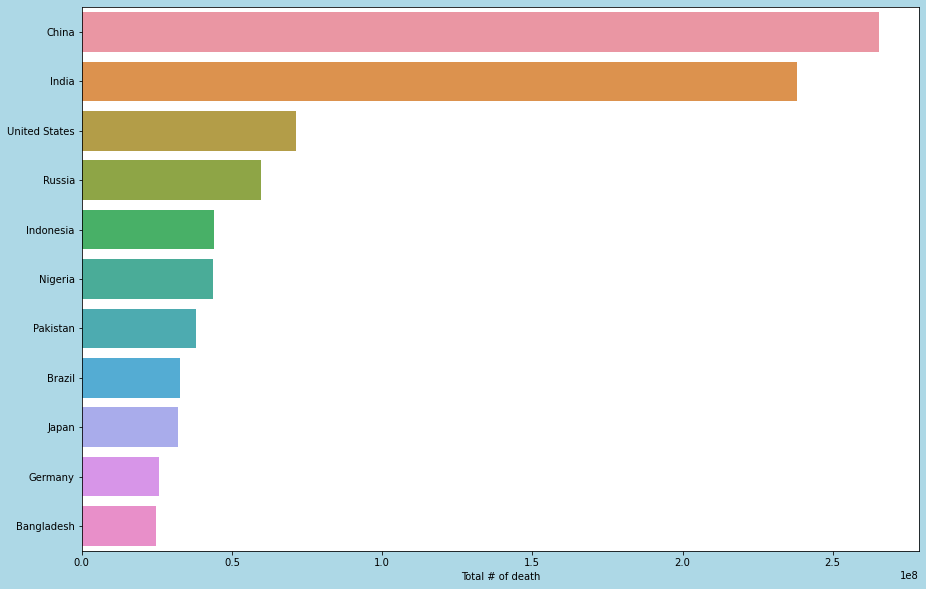 China
India
United States
Russia
Indonesia
Nigeria
Pakistan
Brazil
Japan
Germany
Bangladesh
0.0 0.5 1.0 1.5 2.0 2.5
Total # of death 1e8